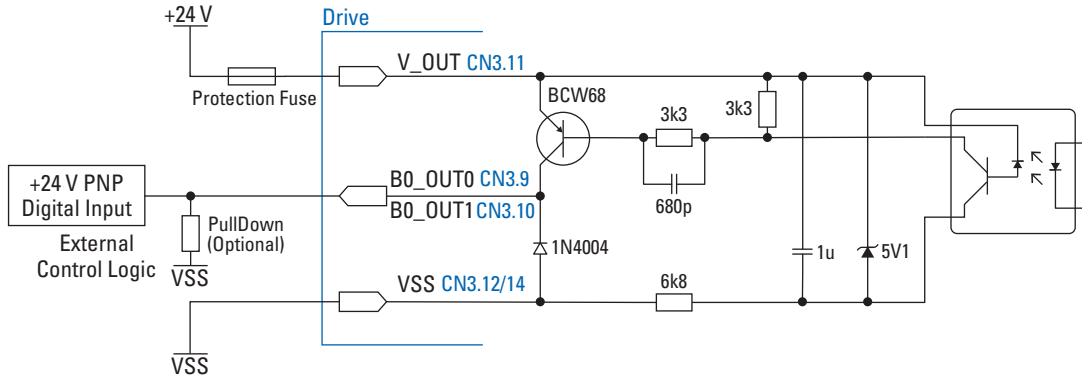 +24 V
Drive
V_OUT CN3.11
Protection Fuse
BCW68
3k3
3k3
680p
+24 V PNP
Digital Input
B0_OUT0 CN3.9
B0_OUT1 CN3.10
PullDown
(Optional)
External
Control Logic
VSS
1N4004
1u
5V1
VSS CN3.12/14
6k8
VSS